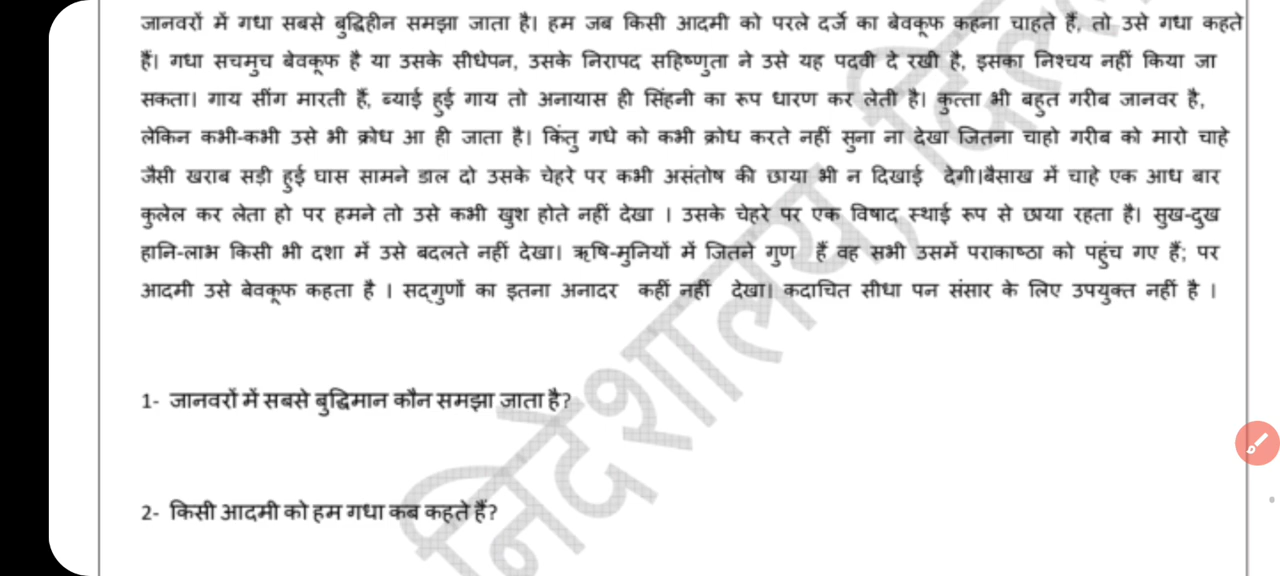 जानवरों में गधा सबसे बुद्धिहीन समझा जाता है। हम जब किसी आदमी को परले दर्जे का बेवकूफ कहना चाहते हैं, तो उसे गधा कहते
हैं। गधा सचमुच बेवकूफ है या उसके सीधेपन, उसके निरापद सहिष्णुता ने उसे यह पदवी दे रखी है, इसका निश्चय नहीं किया जा
सकता। गाय सींग मारती हैं, ब्याई हुई गाय तो अनायास ही सिंहनी का रूप धारण कर लेती है। कुत्ता भी बहुत गरीब जानवर है,
लेकिन कभी-कभी उसे भी क्रोध आ ही जाता है। किंतु गधे को कभी क्रोध करते नहीं सुना ना देखा जितना चाहो गरीब को मारो चाहे
जैसी खराब सड़ी हुई घास सामने डाल दो उसके चेहरे पर कभी असंतोष की छाया भी न दिखाई देगी।बैसाख में चाहे एक आध बार
कुलेल कर लेता हो पर हमने तो उसे कभी खुश होते नहीं देखा । उसके चेहरे पर एक विषाद स्थाई रूप से छाया रहता है। सुख-दुख
हानि-लाभ किसी भी दशा में उसे बदलते नहीं देखा। ऋषि-मुनियों में जितने गुण हैं वह सभी उसमें पराकाष्ठा को पहुंच गए हैं; पर
आदमी उसे बेवकूफ कहता है । सद्गुणों का इतना अनादर कहीं नहीं देखा। कदाचित सीधा पन संसार के लिए उपयुक्त नहीं है ।
1- जानवरों में सबसे बुद्धिमान कौन समझा जाता है?
2- किसी आदमी को हम गधा कब कहते हैं?
निदेशालय, दिल